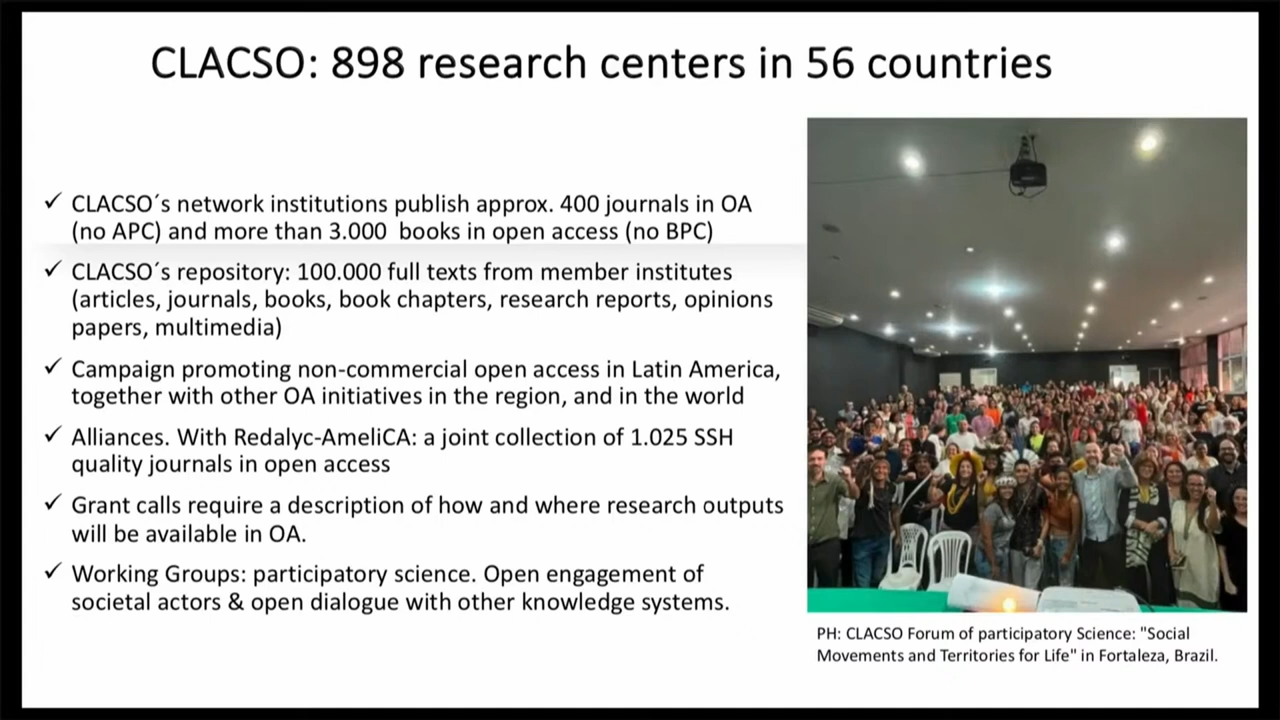 CLACSO: 898 research centers in 56 countries
✓ CLACSO´s network institutions publish approx. 400 journals in OA
(no APC) and more than 3.000 books in open access (no BPC)
✓ CLACSO´s repository: 100.000 full texts from member institutes
(articles, journals, books, book chapters, research reports, opinions
papers, multimedia)
✓ Campaign promoting non-commercial open access in Latin America,
together with other OA initiatives in the region, and in the world
✓ Alliances. With Redalyc-AmeliCA: a joint collection of 1.025 SSH
quality journals in open access
✓ Grant calls require a description of how and where research outputs
will be available in OA.
✓ Working Groups: participatory science. Open engagement of
societal actors & open dialogue with other knowledge systems.
PH: CLACSO Forum of participatory Science: "Social
Movements and Territories for Life" in Fortaleza, Brazil.